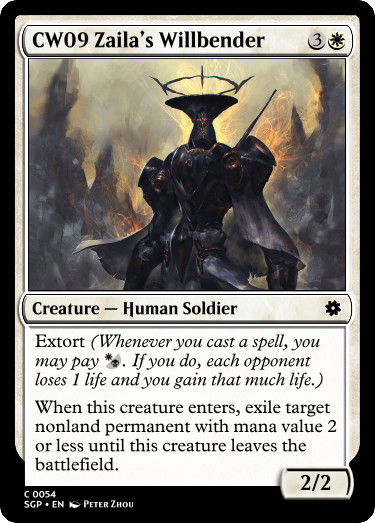 CW09 Zaila's Willbender 3
Creature — Human Soldier
Extort (Whenever you cast a spell, you
may pay . If you do, each opponent
loses 1 life and you gain that much life.)
When this creature enters, exile target
nonland permanent with mana value 2
or less until this creature leaves the
battlefield.
2/2
C 0054
SGP • EN Peter Zhou